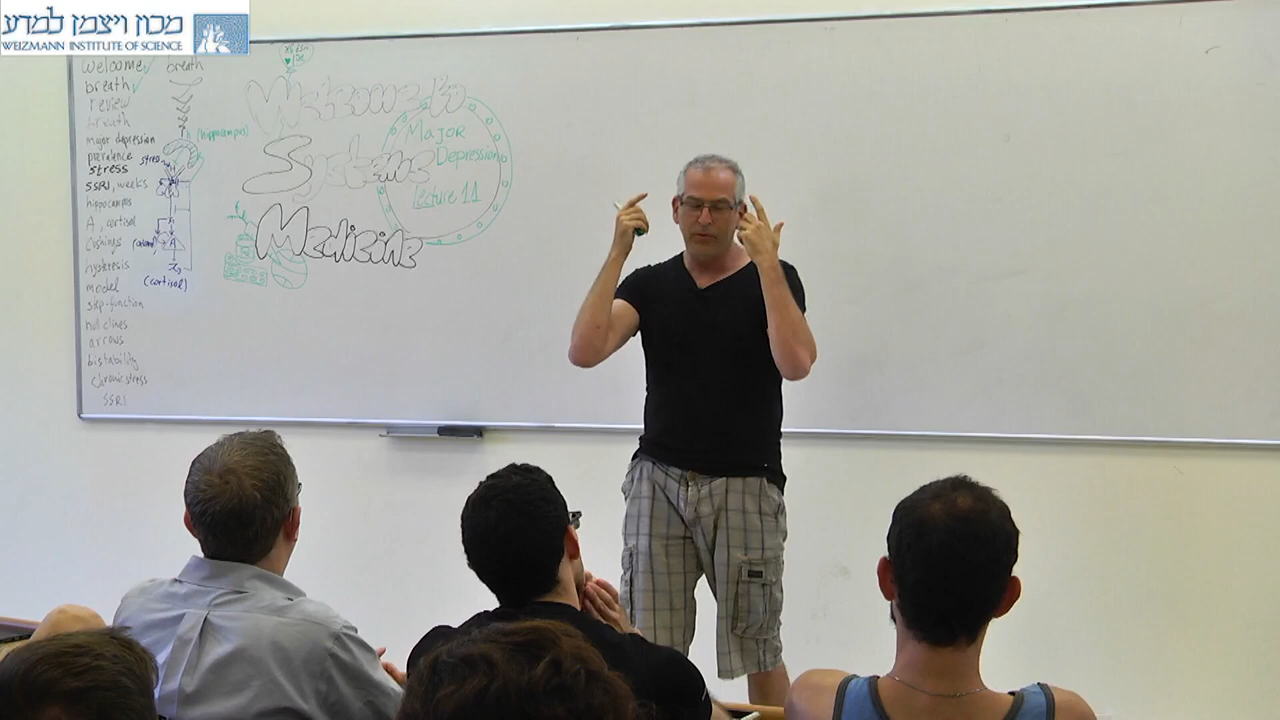 מכון ויצמן למדע
WEIZMANN INSTITUTE OF SCIENCE
welcome ✓
breath ✓
review
breath
major depression
prevalence
stress
SSRI, weeks
hippocampus
A, cortisol
Cushings
hysteresis
model
step-function
nullclines
arrows
bistability
chronic stress
SSRI
breath
(hippocampus)
stress
(cortisol)
Welcome to
Systems
Medicine
Major
Depression
Lecture 11